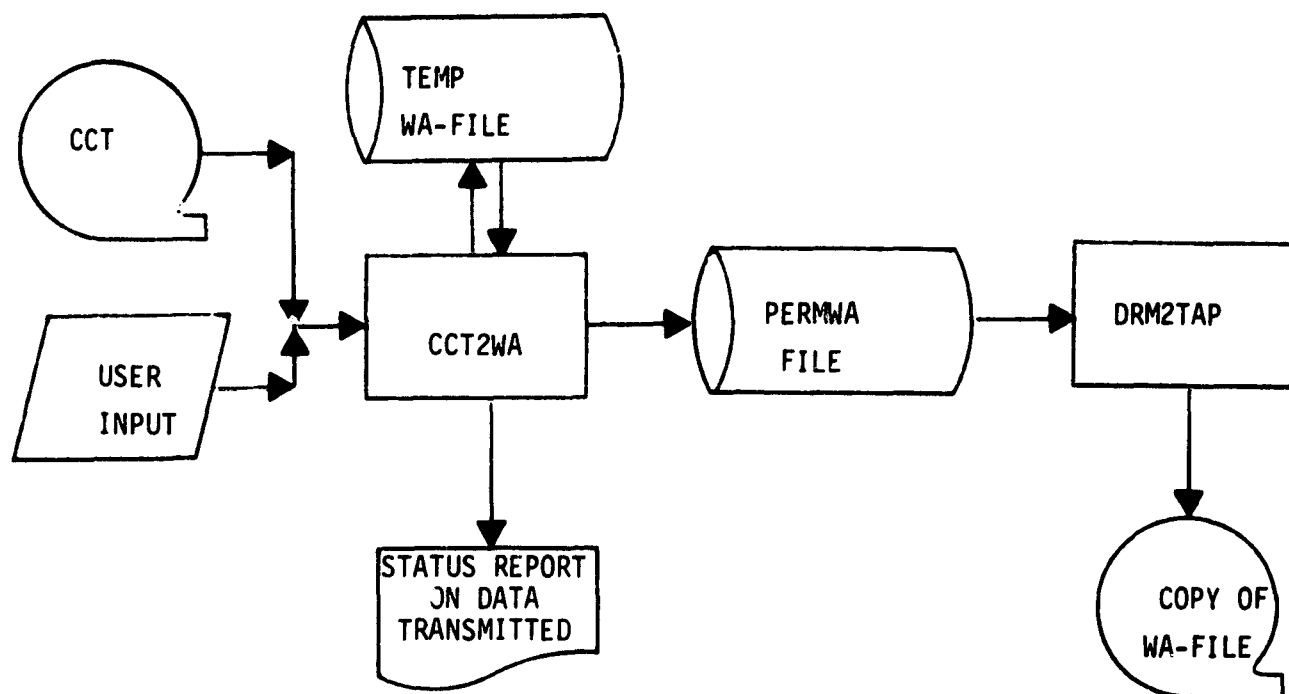 TEMP
WA-FILE
CCT
USER
INPUT
CCT2WA
PERMWA
FILE
DRM2TAP
STATUS REPORT
ON DATA
TRANSMITTED
COPY OF
WA-FILE